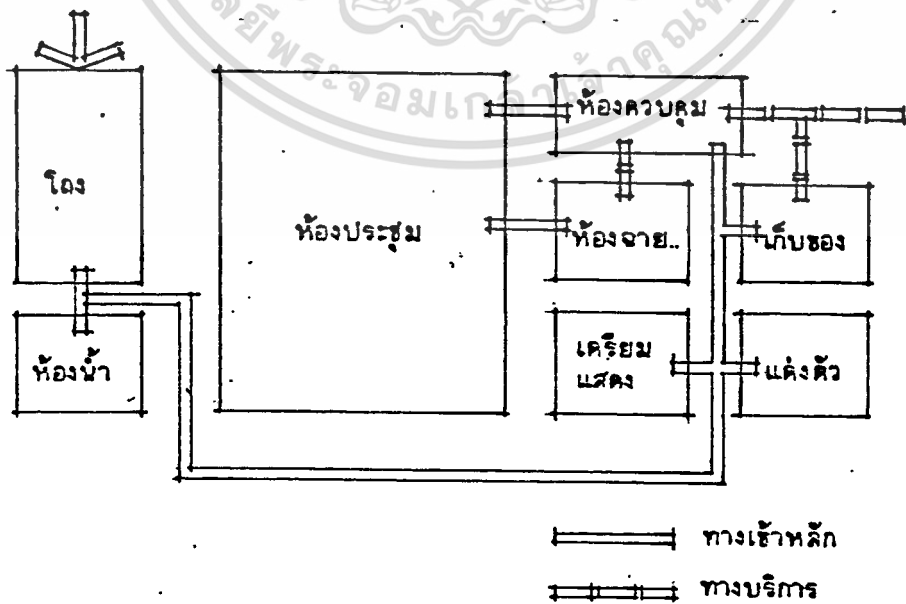 โถง
ห้องน้ำ
ห้องประชุม
ห้องควบคุม
ห้องฉาย..
เก็บของ
เตรียม
แสดง
แต่งตัว
ทางเข้าหลัก
ทางบริการ